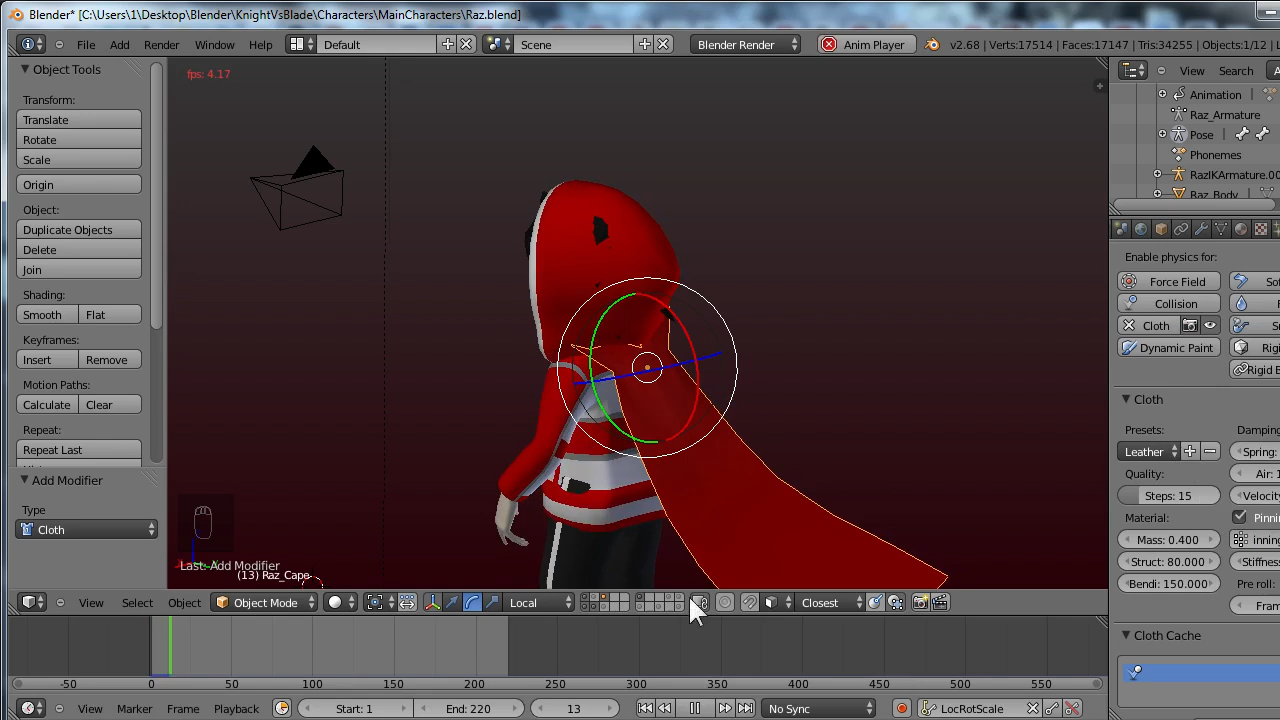 Blender* [C:\Users\1\Desktop\Blender\KnightVsBlade\Characters\MainCharacters\Raz.blend]
File Add Render Window Help Default Scene Blender Render Anim Player v2.68 | Verts:17514 | Faces:17147 | Tris:34255 | Objects:1/12 | L
Object Tools
fps: 4.17
View Search A
Transform:
Translate
Rotate
Scale
Origin
Object:
Duplicate Objects
Delete
Join
Shading:
Smooth Flat
Keyframes:
Insert Remove
Motion Paths:
Calculate Clear
Repeat:
Repeat Last
Add Modifier
Type
Cloth
Last: Add Modifier
(13) Raz_Cape
Animation
Raz_Armature
Pose
Phonemes
RazIKArmature.00
Raz_Body
Enable physics for:
Force Field Sot
Collision F
Cloth S
Dynamic Paint Rigi
Rigid B
Cloth
Presets: Damping
Leather Spring:
Quality: Air: 1
Steps: 15 Velocity
Material: Pinnin
Mass: 0.400 inning
Struct: 80.000 Stiffnes
Bendi: 150.000 Pre roll:
Fram
Cloth Cache
View Select Object Object Mode Local Closest
-50 0 50 100 150 200 250 300 350 400 450 500 550
View Marker Frame Playback Start: 1 End: 220 13 No Sync LocRotScale